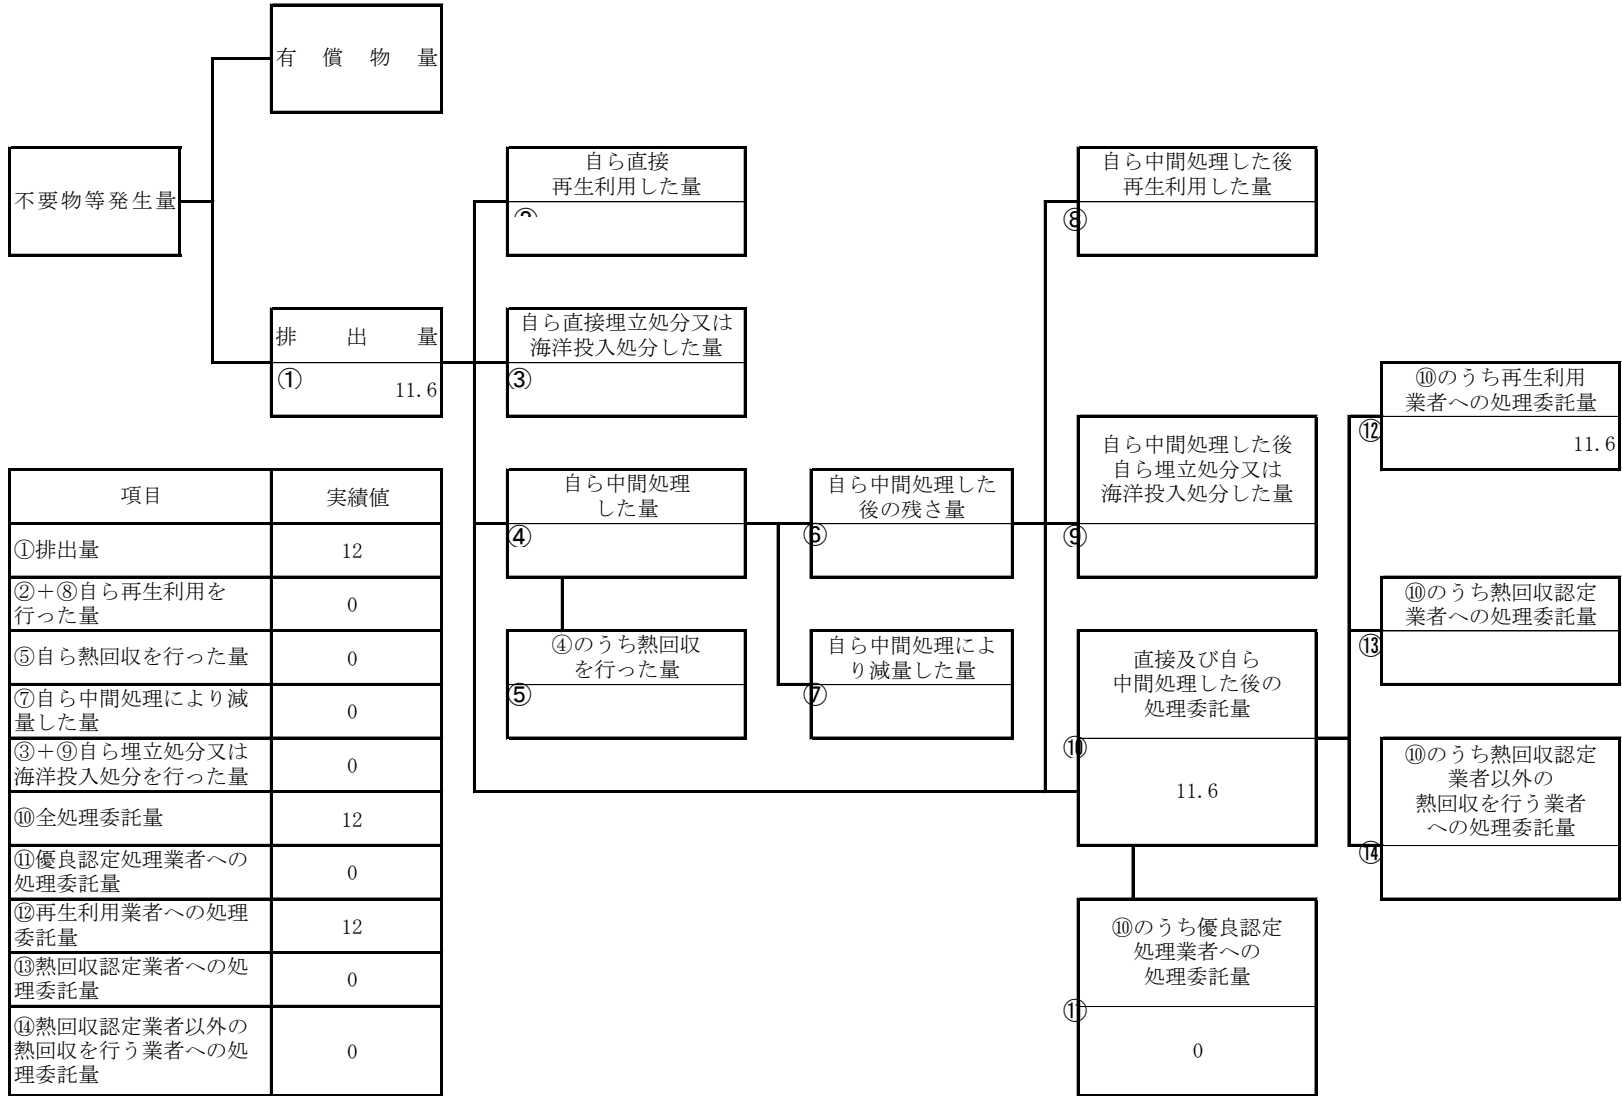 有償物量
不要物等発生量
自ら直接
再生利用した量
②
自ら中間処理した後
再生利用した量
⑧
排出量
① 11.6
自ら直接埋立処分又は
海洋投入処分した量
③
⑩のうち再生利用
業者への処理委託量
⑫ 11.6
自ら中間処理
した量
④
自ら中間処理した
後の残さ量
⑥
自ら中間処理した後
自ら埋立処分又は
海洋投入処分した量
⑨
⑩のうち熱回収認定
業者への処理委託量
⑬
④のうち熱回収
を行った量
⑤
自ら中間処理によ
り減量した量
⑦
直接及び自ら
中間処理した後の
処理委託量
⑩
11.6
⑩のうち熱回収認定
業者以外の
熱回収を行う業者
への処理委託量
⑭
⑩のうち優良認定
処理業者への
処理委託量
⑪
0
項目 実績値
①排出量 12
②+⑧自ら再生利用を
行った量 0
⑤自ら熱回収を行った量 0
⑦自ら中間処理により減
量した量 0
③+⑨自ら埋立処分又は
海洋投入処分を行った量 0
⑩全処理委託量 12
⑪優良認定処理業者への
処理委託量 0
⑫再生利用業者への処理
委託量 12
⑬熱回収認定業者への処
理委託量 0
⑭熱回収認定業者以外の
熱回収を行う業者への処
理委託量 0